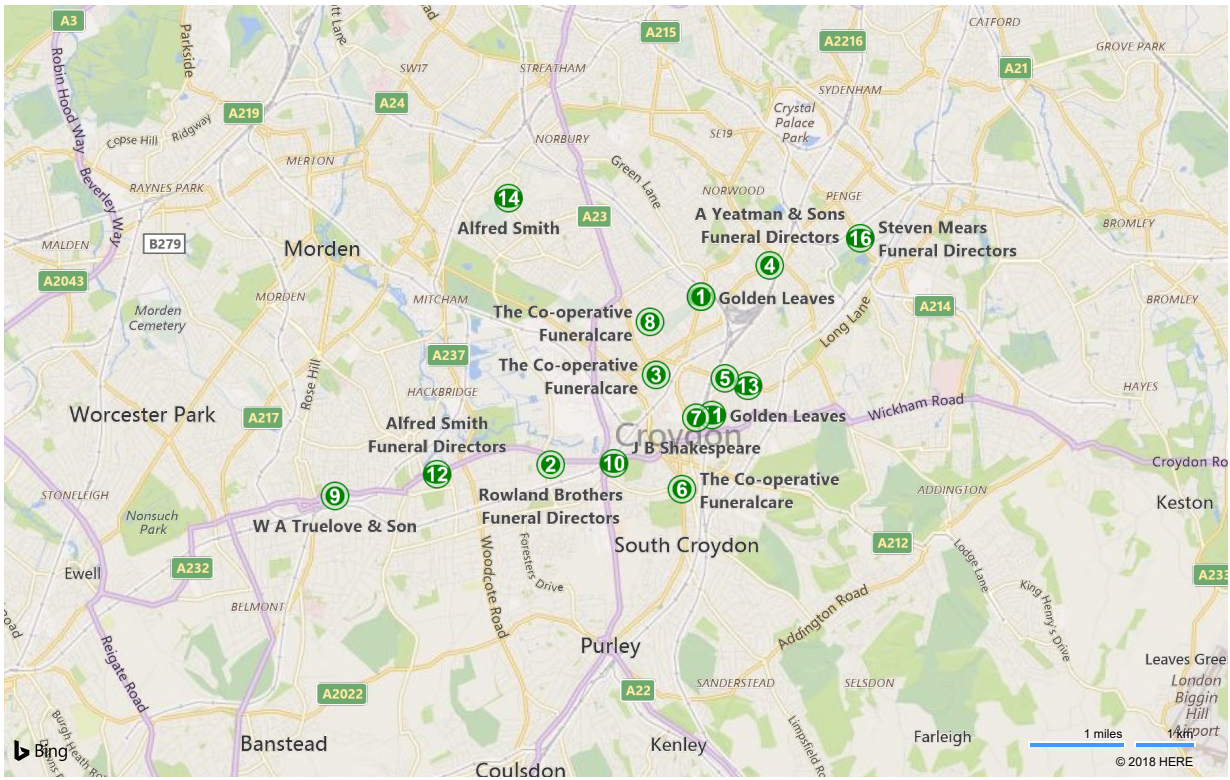 A3
Parkside
A215
A2216
CATFORD
GROVE PARK
Robin Hood Way
SW17
STREATHAM
A21
A24
SYDENHAM
A219
Crystal
Palace
Park
Copse Hill
Ridgway
NORBURY
SE19
MERTON
Green Lane
RAYNES PARK
Beverley Way
14
Alfred Smith
A23
NORWOOD
PENGE
A Yeatman & Sons
Funeral Directors
16
Steven Mears
Funeral Directors
BROMLEY
MALDEN
B279
Morden
4
A2043
MORDEN
MITCHAM
1
Golden Leaves
BROMLEY
Morden
Cemetery
The Co-operative
Funeralcare
8
Long Lane
A214
A237
The Co-operative
Funeralcare
3
5
13
HAYES
Rose Hill
HACKBRIDGE
Worcester Park
A217
7
Golden Leaves
Wickham Road
Alfred Smith
Funeral Directors
Croydon
J B Shakespeare
12
2
10
Croydon Ro
STONELEIGH
9
W A Truelove & Son
Rowland Brothers
Funeral Directors
6
The Co-operative
Funeralcare
ADDINGTON
Keston
Nonsuch
Park
South Croydon
A212
Ewell
A232
Woodcote Road
Foresters Drive
Lodge Lane
A233
BELMONT
King Henry's Drive
Addington Road
Reigate Road
Purley
Leaves Gree
A2022
A22
SANDERSTEAD
SELSDON
London
Biggin
Hill
Airport
Limpsfield Ro
Bing
Banstead
Kenley
Farleigh
1 miles
1 km
Coulsdon
© 2018 HERE